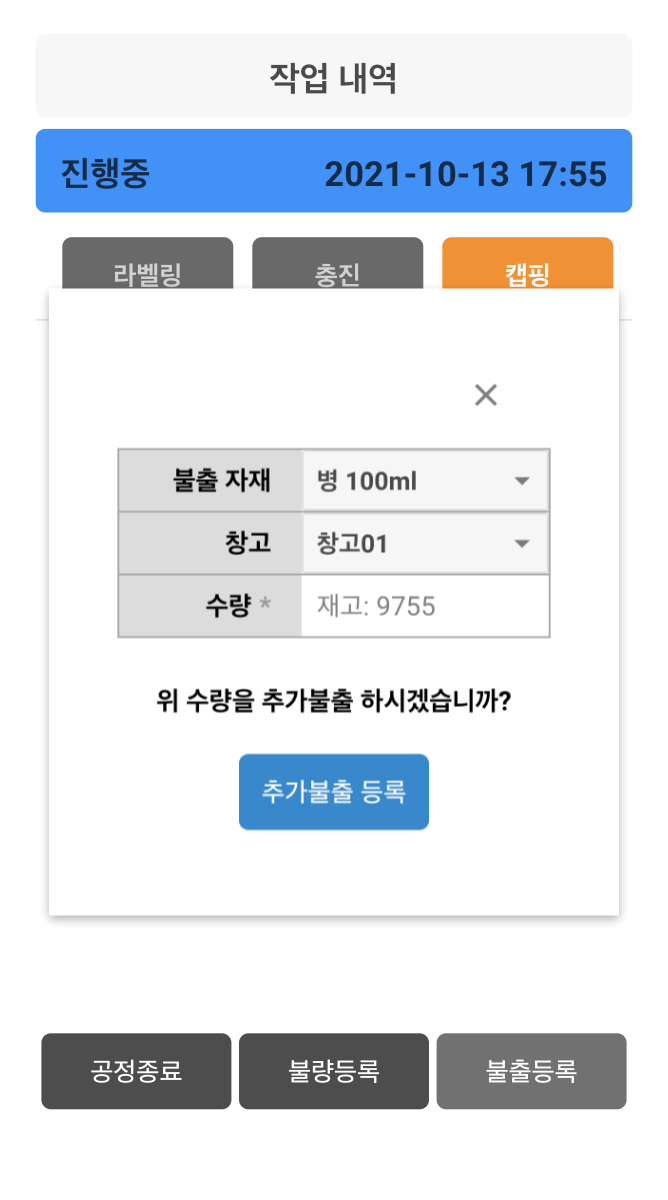 작업 내역
진행중 2021-10-13 17:55
라벨링 충진 캡핑
불출 자재 병 100ml
창고 창고01
수량 * 재고: 9755
위 수량을 추가불출 하시겠습니까?
추가불출 등록
공정종료 불량등록 불출등록